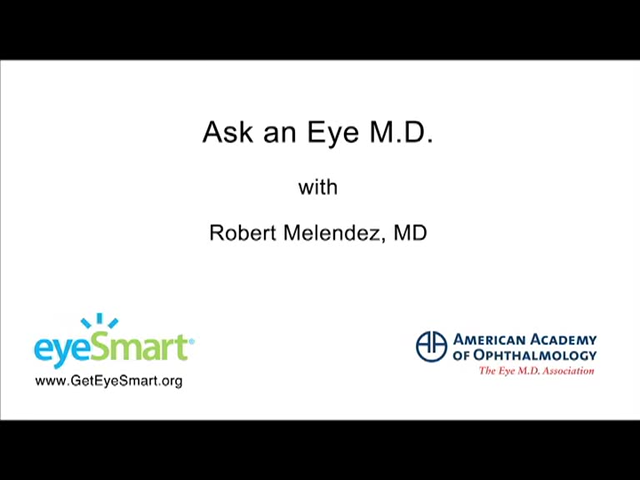 Ask an Eye M.D.
with
Robert Melendez, MD
eyeSmart®
www.GetEyeSmart.org
AMERICAN ACADEMY
OF OPHTHALMOLOGY
The Eye M.D. Association